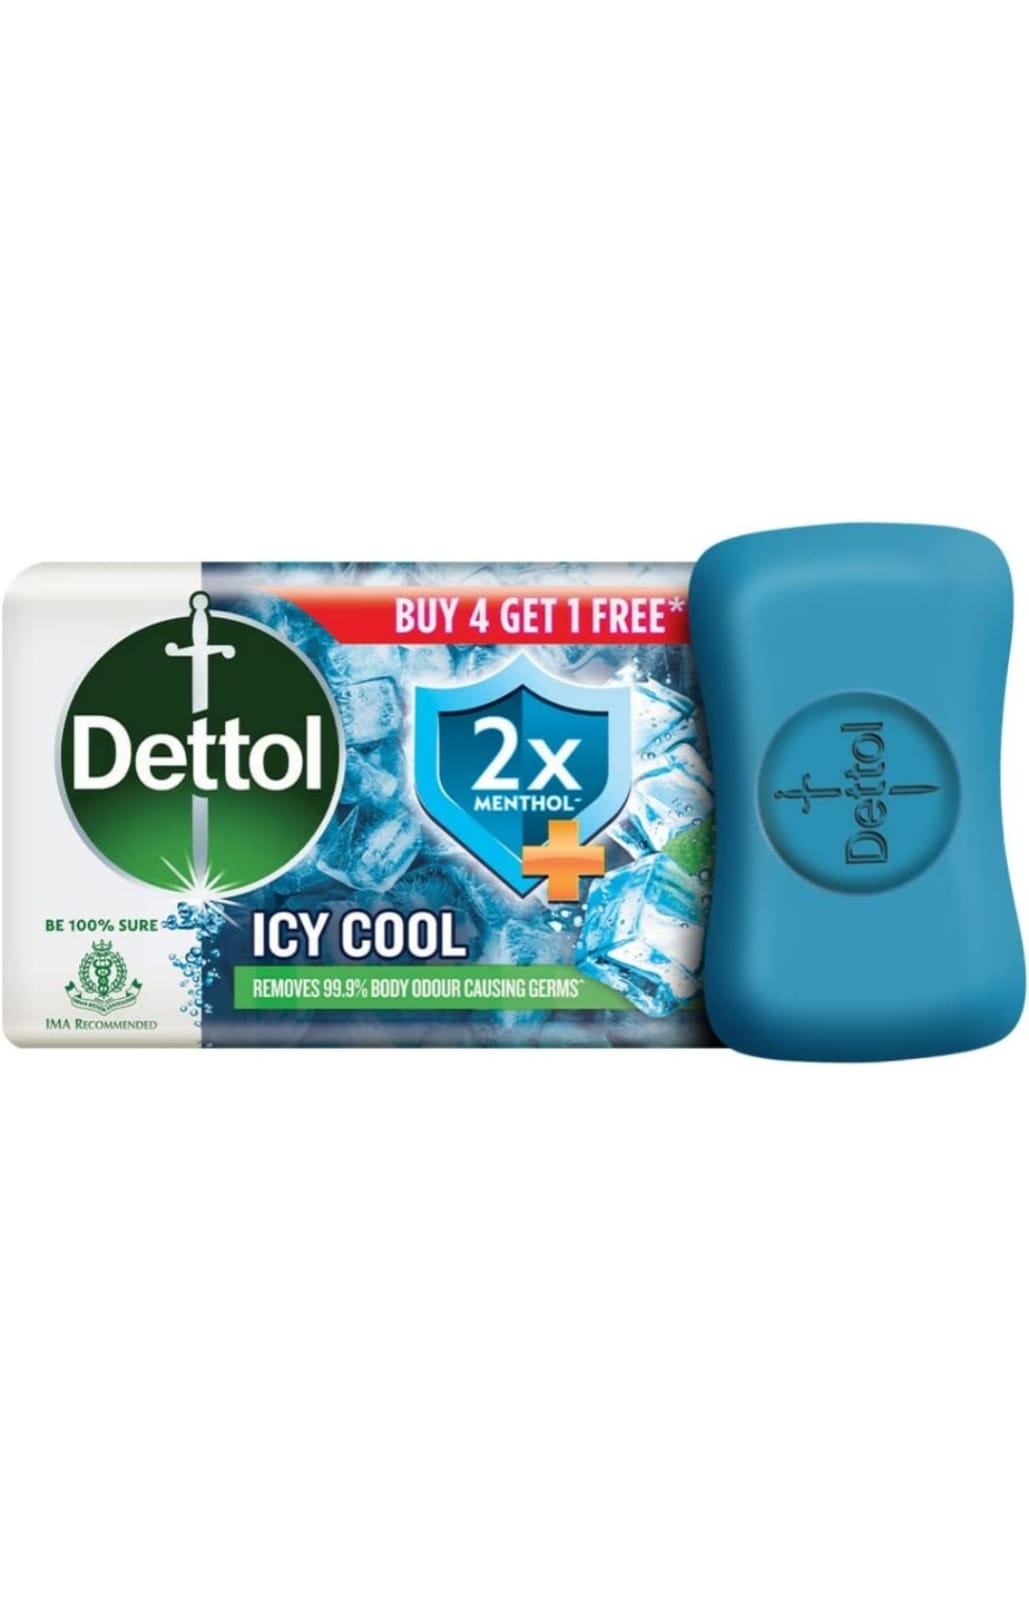 BUY 4 GET 1 FREE*
Dettol
2x
MENTHOL~
BE 100% SURE
ICY COOL
REMOVES 99.9% BODY ODOUR CAUSING GERMS^
IMA RECOMMENDED
Dettol